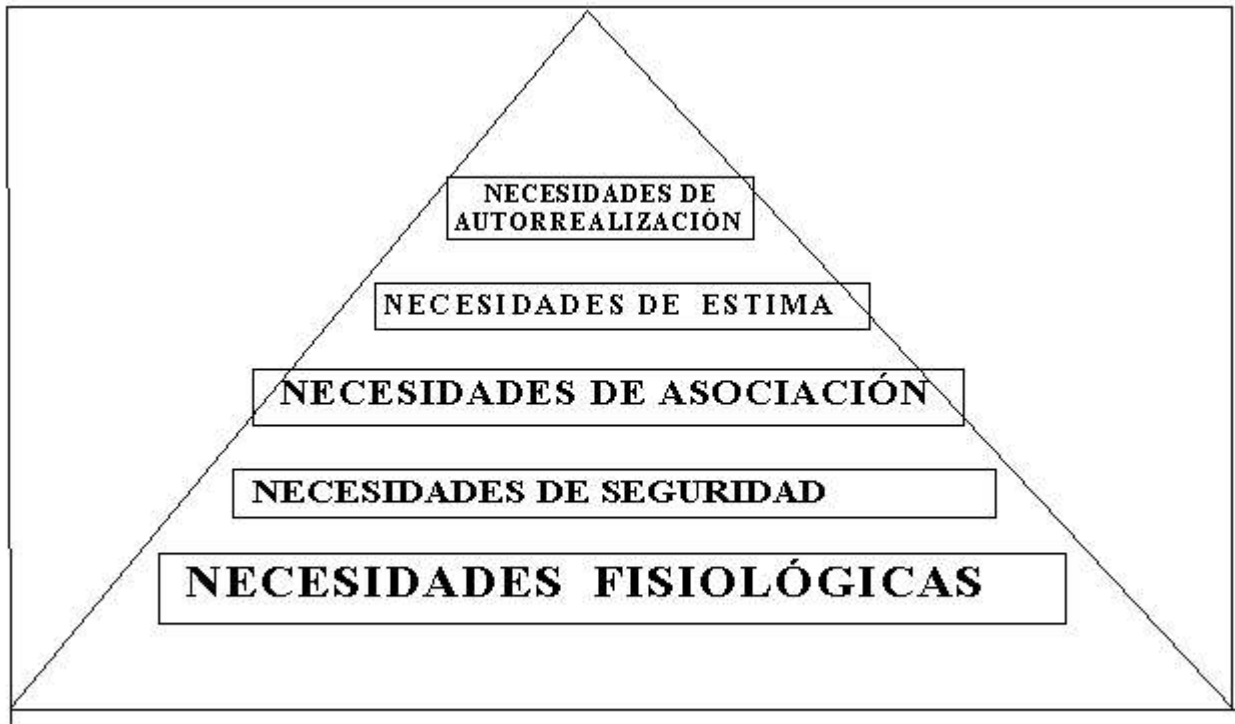 NECESIDADES DE
AUTORREALIZACIÓN
NECESIDADES DE ESTIMA
NECESIDADES DE ASOCIACIÓN
NECESIDADES DE SEGURIDAD
NECESIDADES FISIOLÓGICAS